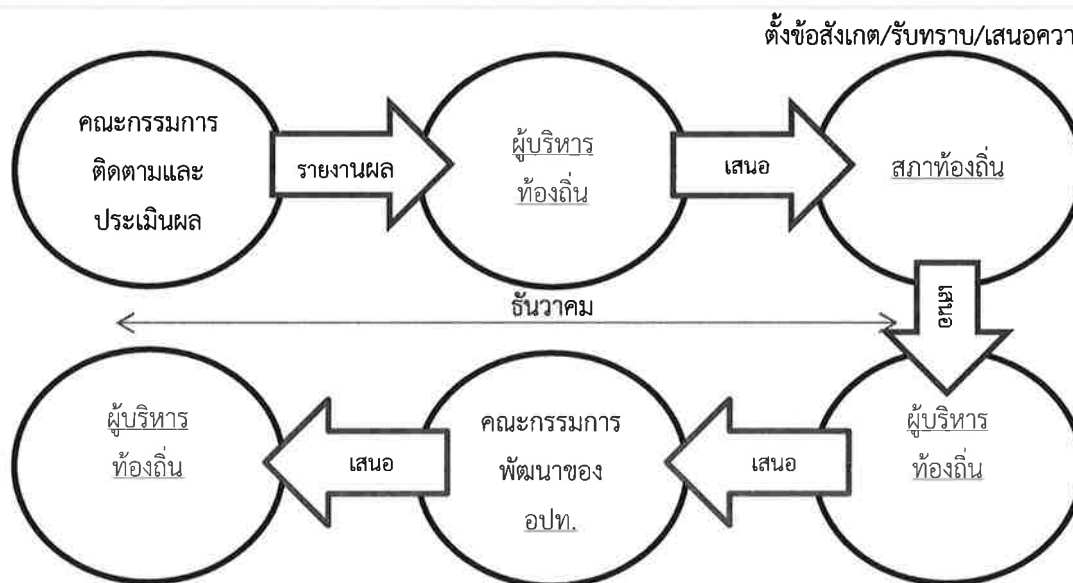 ตั้งข้อสังเกต/รับทราบ/เสนอควา
คณะกรรมการ
ติดตามและ
ประเมินผล
รายงานผล
ผู้บริหาร
ท้องถิ่น
เสนอ
สภาท้องถิ่น
เสนอ
ธันวาคม
ผู้บริหาร
ท้องถิ่น
เสนอ
คณะกรรมการ
พัฒนาของ
อปท.
เสนอ
ผู้บริหาร
ท้องถิ่น